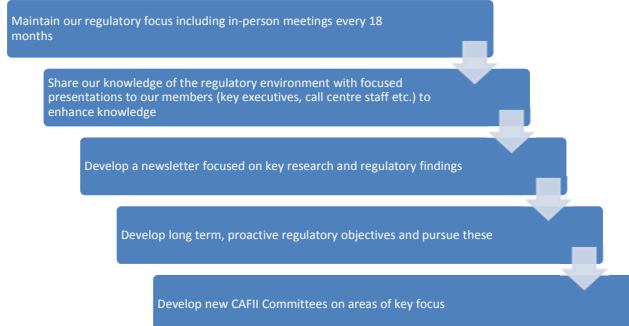 Maintain our regulatory focus including in-person meetings every 18
months
Share our knowledge of the regulatory environment with focused
presentations to our members (key executives, call centre staff etc.) to
enhance knowledge
Develop a newsletter focused on key research and regulatory findings
Develop long term, proactive regulatory objectives and pursue these
Develop new CAFII Committees on areas of key focus